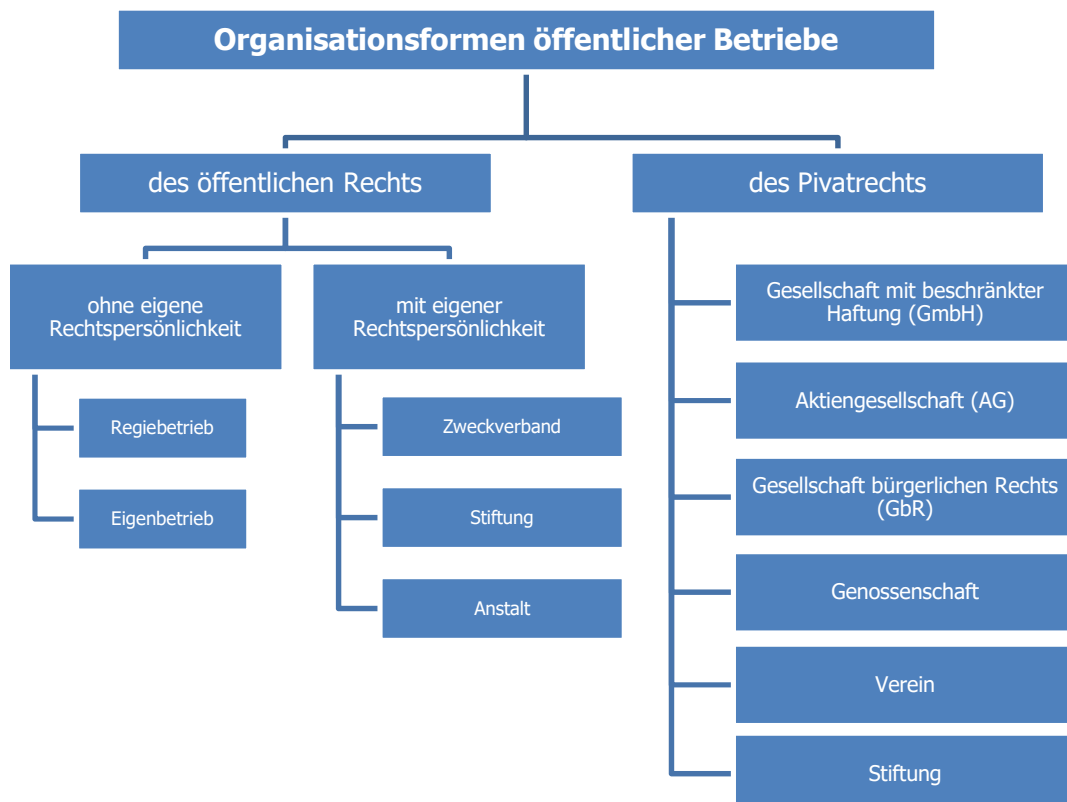 Organisationsformen öffentlicher Betriebe
des öffentlichen Rechts
des Pivatrechts
ohne eigene
Rechtspersönlichkeit
mit eigener
Rechtspersönlichkeit
Regiebetrieb
Eigenbetrieb
Zweckverband
Stiftung
Anstalt
Gesellschaft mit beschränkter
Haftung (GmbH)
Aktiengesellschaft (AG)
Gesellschaft bürgerlichen Rechts
(GbR)
Genossenschaft
Verein
Stiftung